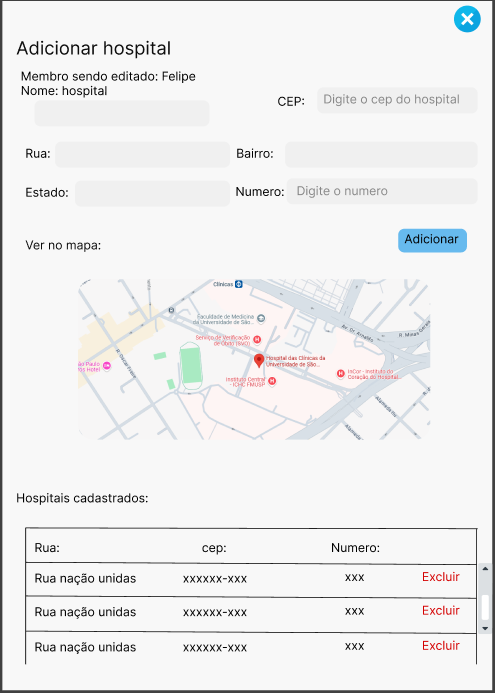 Adicionar hospital
Membro sendo editado: Felipe
Nome: hospital
CEP: Digite o cep do hospital
Rua: Bairro:
Estado: Numero: Digite o numero
Ver no mapa: Adicionar
Clínicas
Faculdade de Medicina
da Universidade de São...
Av. Dr. Arnaldo
R. Minas Gerais
Serviço de Verificação
de Óbito (SVO)
R. Oscar Freire
Hospital das Clínicas da
Universidade de São...
São Paulo
Hotel
Instituto Central
- ICHC FMUSP
InCor - Instituto do
Coração do Hospital...
Alameda
Alameda
Hospitais cadastrados:
Rua: cep: Numero:
Rua nação unidas xxxxxx-xxx xxx Excluir
Rua nação unidas xxxxxx-xxx xxx Excluir
Rua nação unidas xxxxxx-xxx xxx Excluir